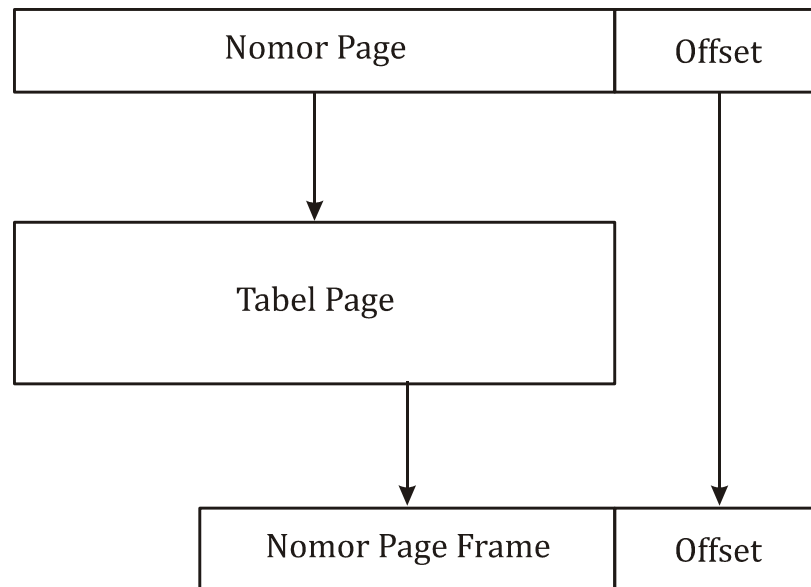 Nomor Page
Offset
Tabel Page
Nomor Page Frame
Offset